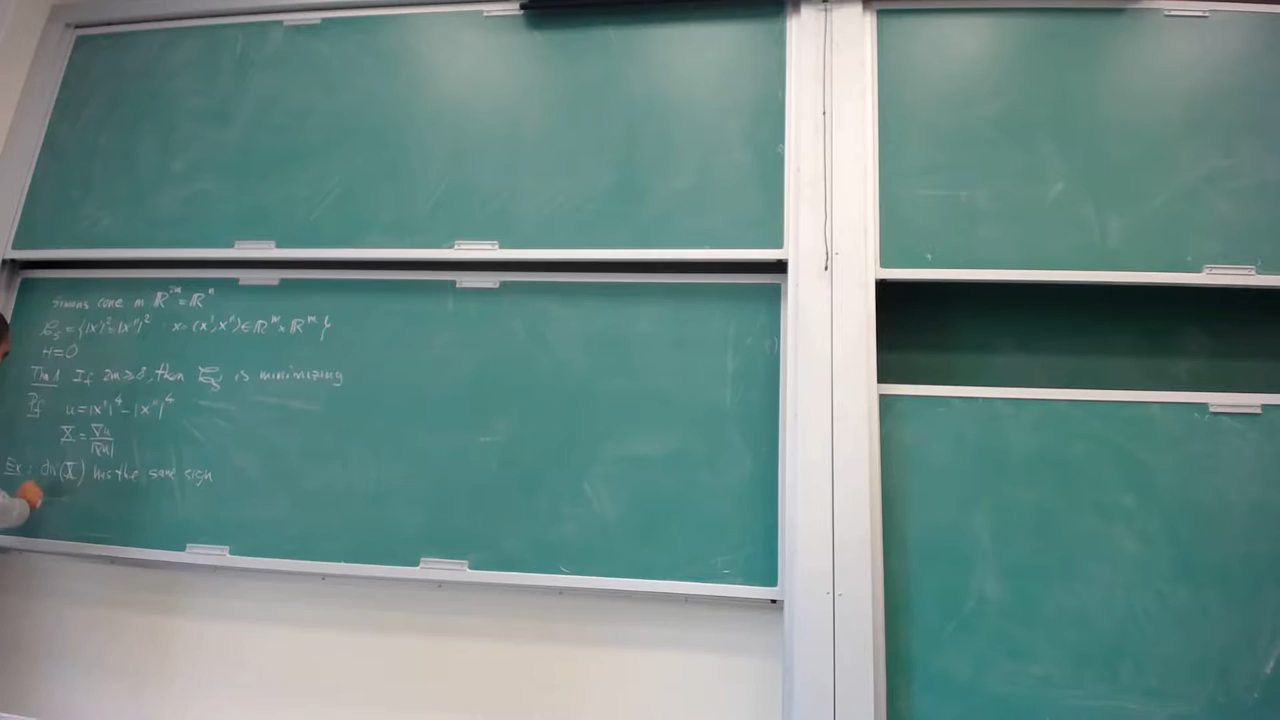 Simons cone in ℝ^{2m} = ℝ^n
𝒞_S = {|x'|² = |x''|² : x = (x', x'') ∈ ℝ^m × ℝ^m}
H = 0
Thm If 2m ≥ 8, then 𝒞_S is minimizing
Pf u = |x'|⁴ - |x''|⁴
X = ∇u / |∇u|
Ex: div(X) has the same sign